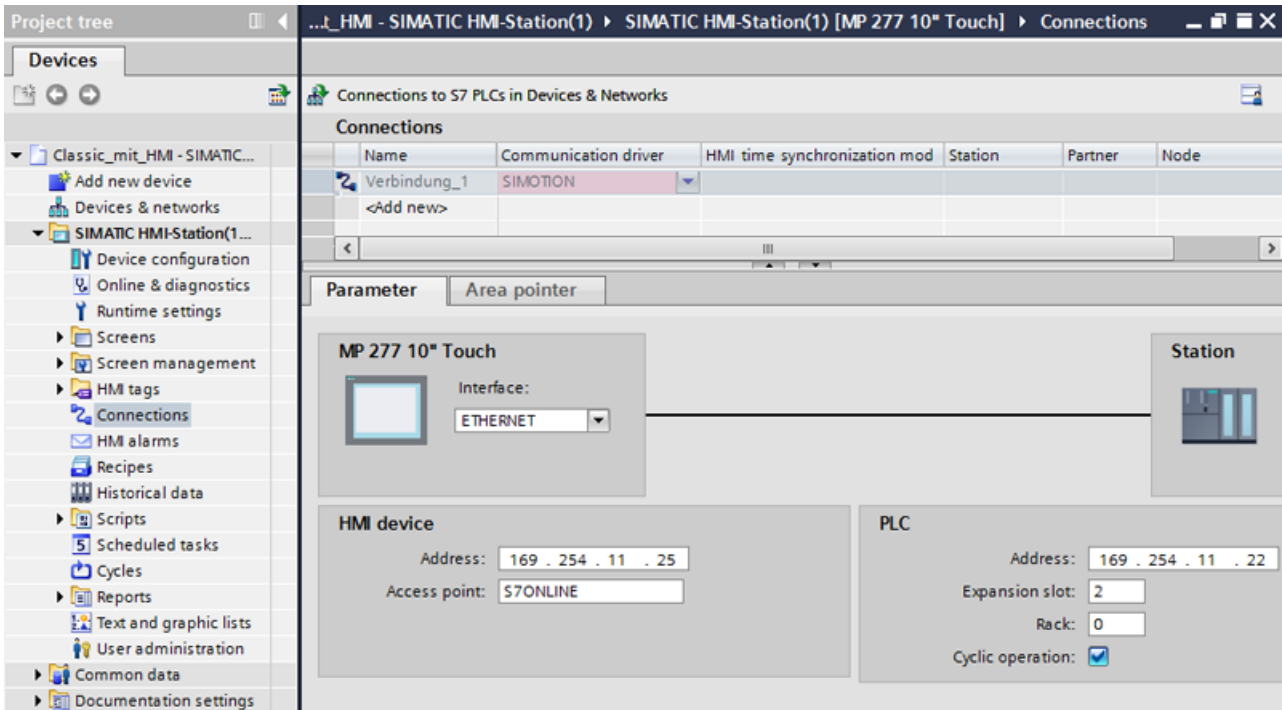 Project tree
...t_HMI - SIMATIC HMI-Station(1) ▸ SIMATIC HMI-Station(1) [MP 277 10" Touch] ▸ Connections
Devices
Connections to S7 PLCs in Devices & Networks
Connections
Name Communication driver HMI time synchronization mod Station Partner Node
Verbindung_1 SIMOTION
<Add new>
Classic_mit_HMI - SIMATIC...
Add new device
Devices & networks
SIMATIC HMI-Station(1...
Device configuration
Online & diagnostics
Runtime settings
Screens
Screen management
HMI tags
Connections
HMI alarms
Recipes
Historical data
Scripts
Scheduled tasks
Cycles
Reports
Text and graphic lists
User administration
Common data
Documentation settings
Parameter Area pointer
MP 277 10" Touch
Interface:
ETHERNET
Station
HMI device
Address: 169 . 254 . 11 . 25
Access point: S7ONLINE
PLC
Address: 169 . 254 . 11 . 22
Expansion slot: 2
Rack: 0
Cyclic operation: